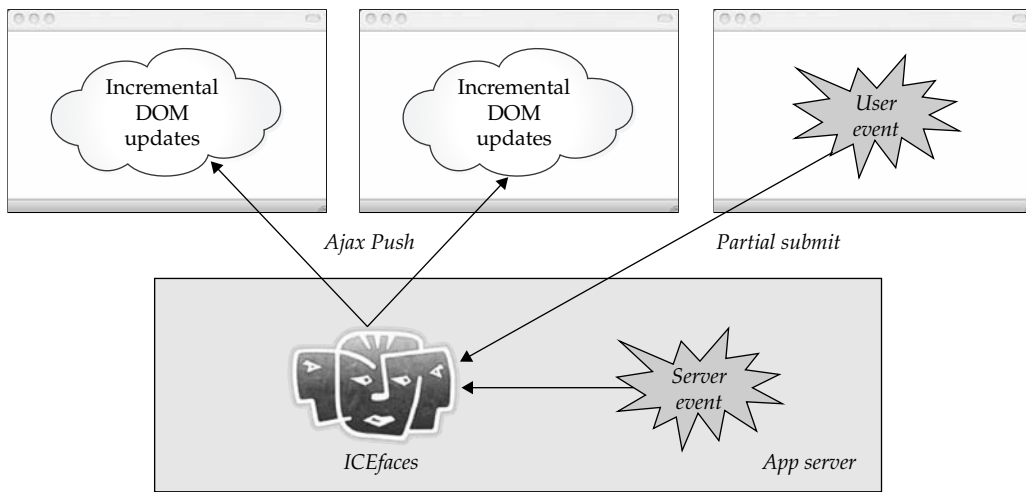 Incremental
DOM
updates
Incremental
DOM
updates
User
event
Ajax Push
Partial submit
Server
event
ICEfaces
App server